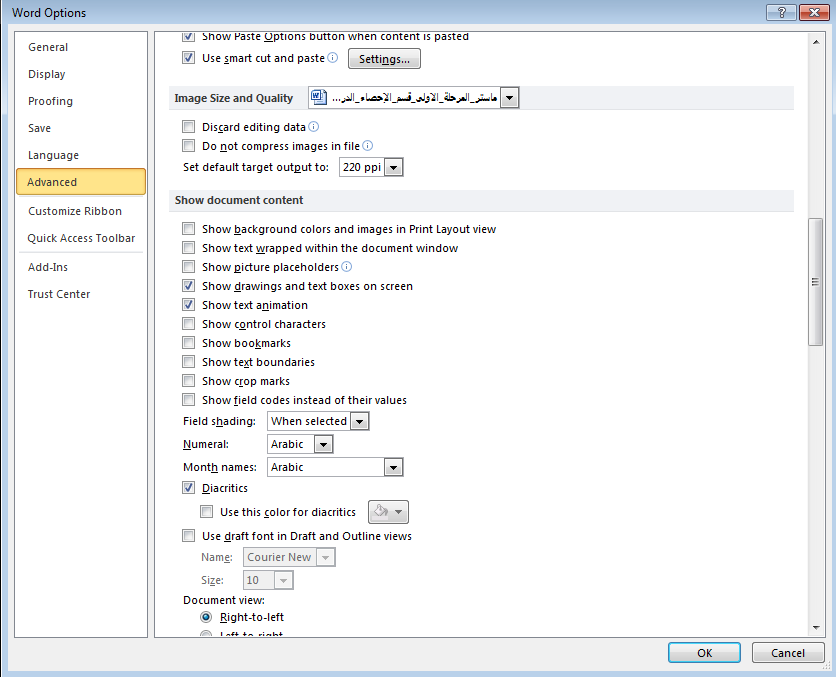 Word Options
General
Display
Proofing
Save
Language
Advanced
Customize Ribbon
Quick Access Toolbar
Add-Ins
Trust Center
Show Paste Options button when content is pasted
Use smart cut and paste
Settings...
Image Size and Quality
ماستر_المرحلة_الاولى_قسم_الإحصاء_الدر...
Discard editing data
Do not compress images in file
Set default target output to: 220 ppi
Show document content
Show background colors and images in Print Layout view
Show text wrapped within the document window
Show picture placeholders
Show drawings and text boxes on screen
Show text animation
Show control characters
Show bookmarks
Show text boundaries
Show crop marks
Show field codes instead of their values
Field shading: When selected
Numeral: Arabic
Month names: Arabic
Diacritics
Use this color for diacritics
Use draft font in Draft and Outline views
Name: Courier New
Size: 10
Document view:
Right-to-left
Left-to-right
OK
Cancel